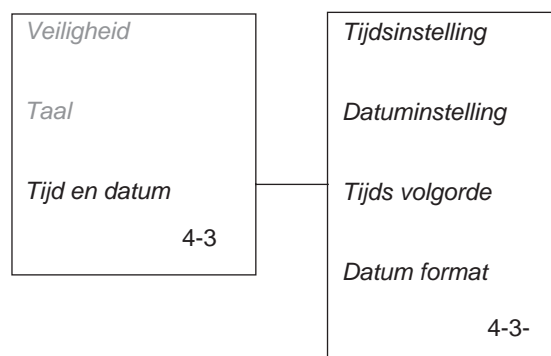 Veiligheid
Taal
Tijd en datum
4-3
Tijdsinstelling
Datuminstelling
Tijds volgorde
Datum format
4-3-